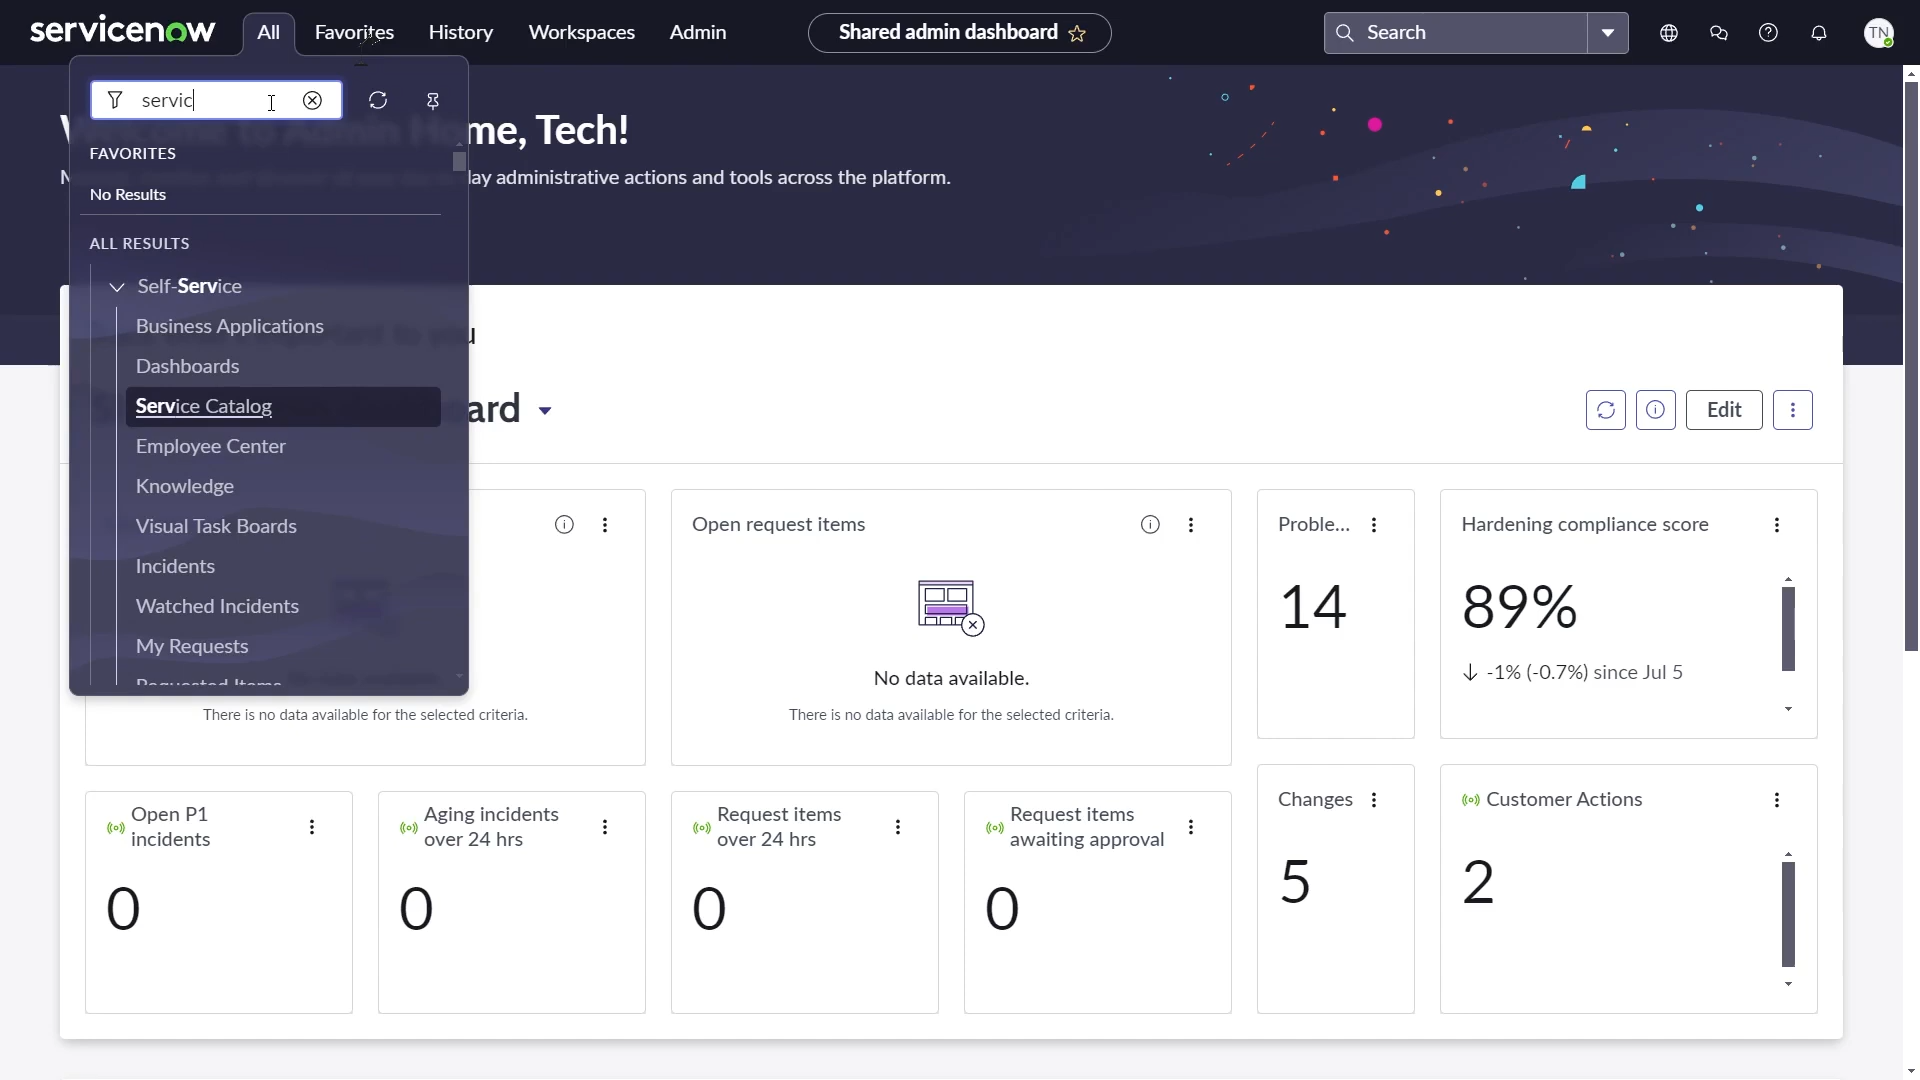 servicenow
All
Favorites
History
Workspaces
Admin
Shared admin dashboard
Search
TN
servic
me, Tech!
lay administrative actions and tools across the platform.
FAVORITES
No Results
ALL RESULTS
Self-Service
Business Applications
Dashboards
Service Catalog
Employee Center
Knowledge
Visual Task Boards
Incidents
Watched Incidents
My Requests
Requested Items
ard
Edit
There is no data available for the selected criteria.
Open request items
No data available.
There is no data available for the selected criteria.
Proble...
14
Hardening compliance score
89%
-1% (-0.7%) since Jul 5
Open P1
incidents
0
Aging incidents
over 24 hrs
0
Request items
over 24 hrs
0
Request items
awaiting approval
0
Changes
5
Customer Actions
2